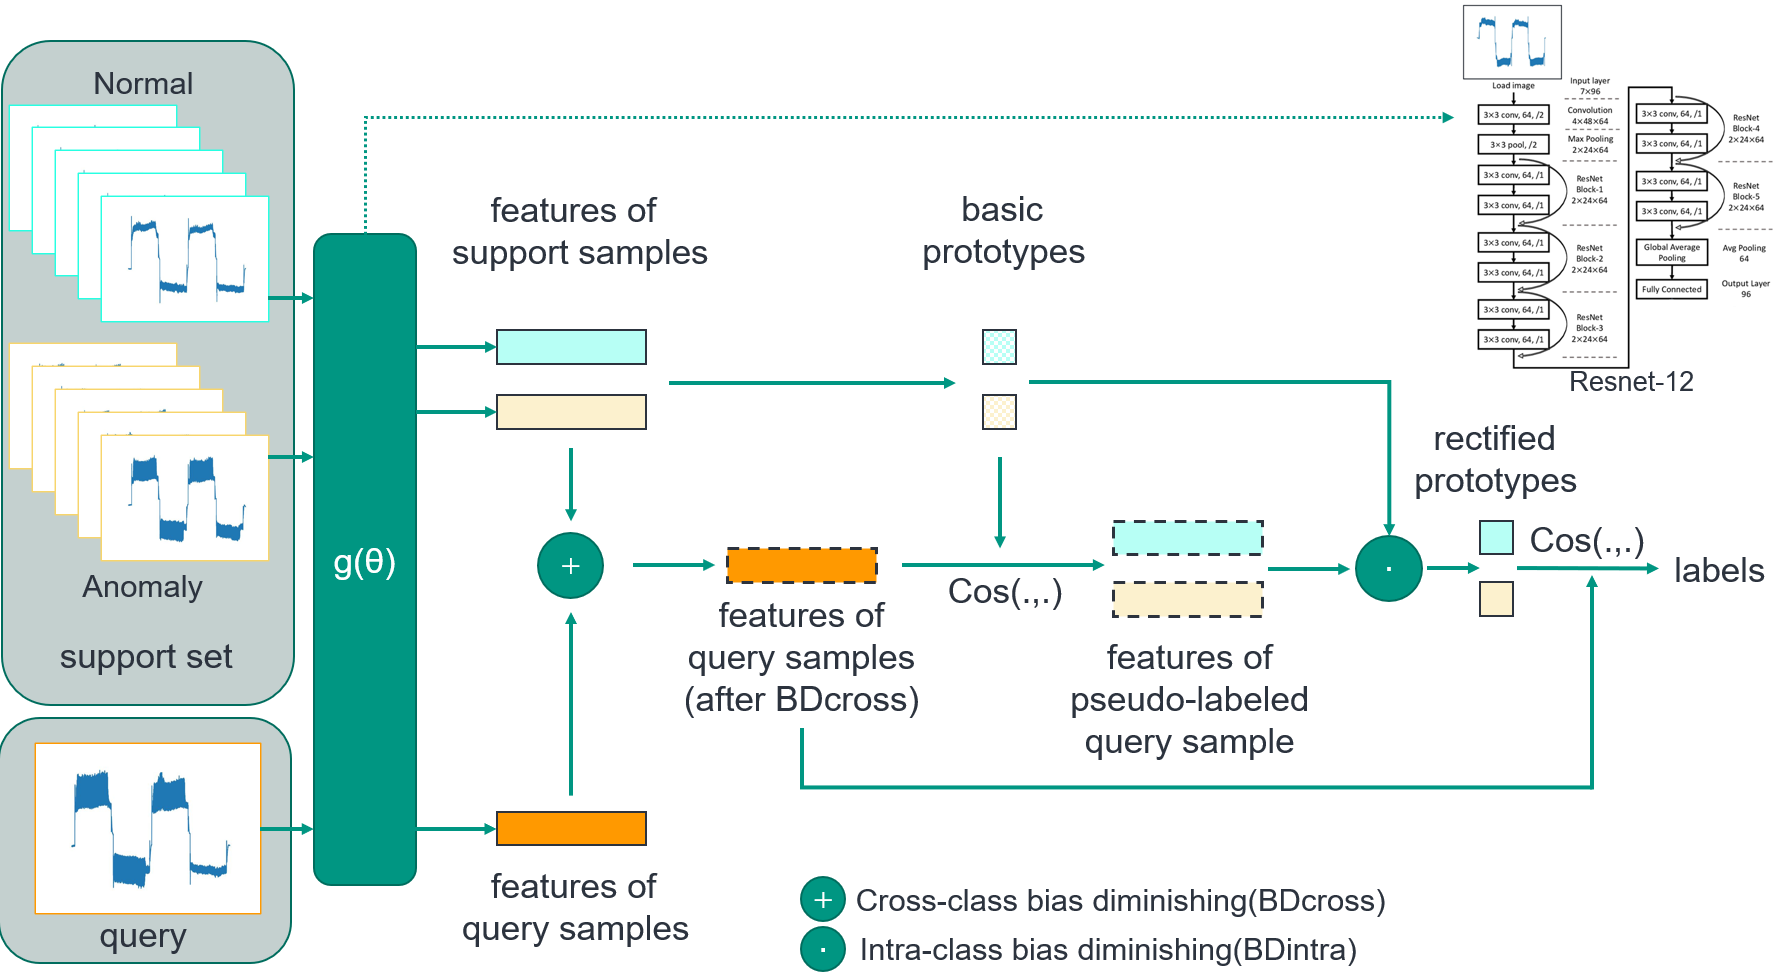 Normal
Anomaly
support set
query
g(θ)
features of
support samples
basic
prototypes
+
features of
query samples
(after BDcross)
Cos(.,.)
features of
pseudo-labeled
query sample
·
rectified
prototypes
Cos(.,.)
labels
features of
query samples
+
Cross-class bias diminishing(BDcross)
·
Intra-class bias diminishing(BDintra)
Load image
Input layer
7×96
3×3 conv, 64, /2
Convolution
4×48×64
3×3 pool, /2
Max Pooling
2×24×64
3×3 conv, 64, /1
3×3 conv, 64, /1
ResNet
Block-1
2×24×64
3×3 conv, 64, /1
3×3 conv, 64, /1
ResNet
Block-2
2×24×64
3×3 conv, 64, /1
3×3 conv, 64, /1
ResNet
Block-3
2×24×64
3×3 conv, 64, /1
3×3 conv, 64, /1
ResNet
Block-4
2×24×64
3×3 conv, 64, /1
3×3 conv, 64, /1
ResNet
Block-5
2×24×64
Global Average
Pooling
Avg Pooling
64
Fully Connected
Output Layer
96
Resnet-12